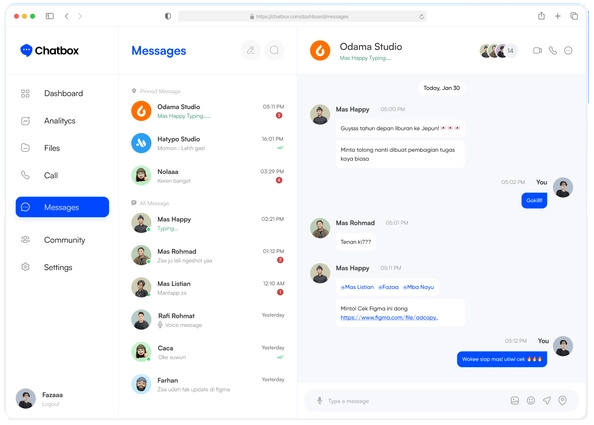 https://chatbox.com/dashboard/messages
Chatbox
Dashboard
Analitycs
Files
Call
Messages
Community
Settings
Fazaaa
Logout
Messages
Pinned Message
Odama Studio
05:11 PM
Mas Happy Typing.....
Hatypo Studio
16:01 PM
Momon : Lahh gas!
Nolaaa
03:29 PM
Keren banget
All Message
Mas Happy
02:21 PM
Typing...
Mas Rohmad
01:12 PM
Zaa jo lali ngeshot yaa
Mas Listian
12:10 AM
Mantapp za
Rafi Rohmat
Yesterday
Voice message
Caca
Yesterday
Oke suwun
Farhan
Yesterday
Zaa udah tak update di figma
Odama Studio
Mas Happy Typing.....
14
Today, Jan 30
Mas Happy
05:00 PM
Guysss tahun depan liburan ke Jepun!
Minta tolong nanti dibuat pembagian tugas
kaya biasa
05:02 PM
You
Gokilll!
Mas Rohmad
05:01 PM
Tenan ki???
Mas Happy
05:11 PM
@Mas Listian @Fazaa @Mba Nayu
Mintol Cek Figma ini dong
https://www.figma.com/file/adcopy..
05:12 PM
You
Wokee siap mas! utiwi cek 🔥🔥🔥
Type a message